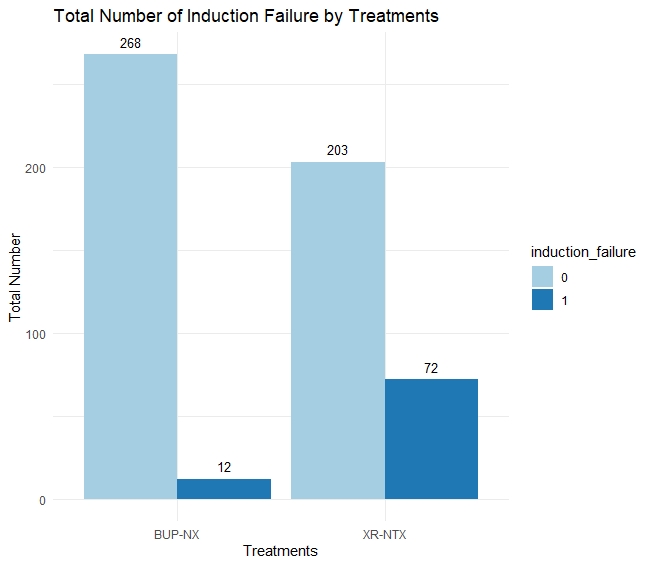 Total Number of Induction Failure by Treatments
268
203
200
induction_failure
0
Total Number
1
100
72
12
0
BUP-NX
XR-NTX
Treatments